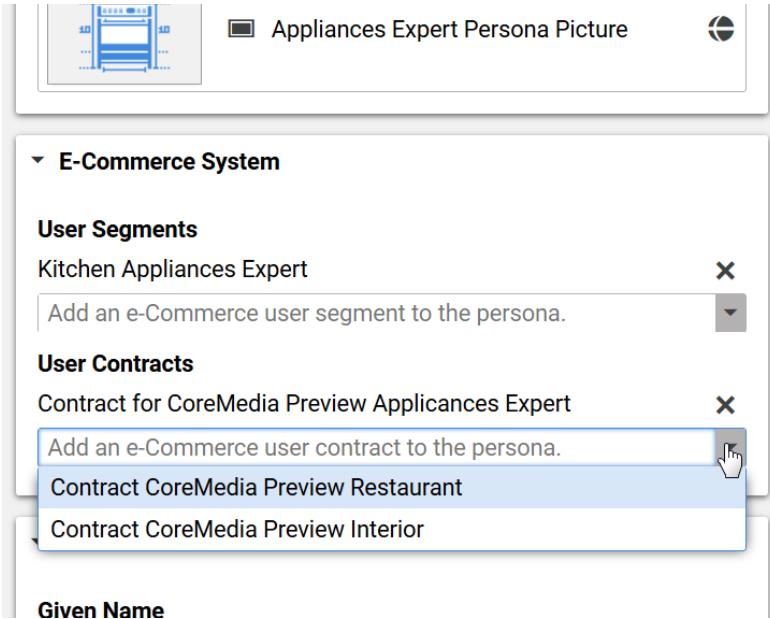 10 10
Appliances Expert Persona Picture
E-Commerce System
User Segments
Kitchen Appliances Expert
Add an e-Commerce user segment to the persona.
User Contracts
Contract for CoreMedia Preview Applicances Expert
Add an e-Commerce user contract to the persona.
Contract CoreMedia Preview Restaurant
Contract CoreMedia Preview Interior
Given Name